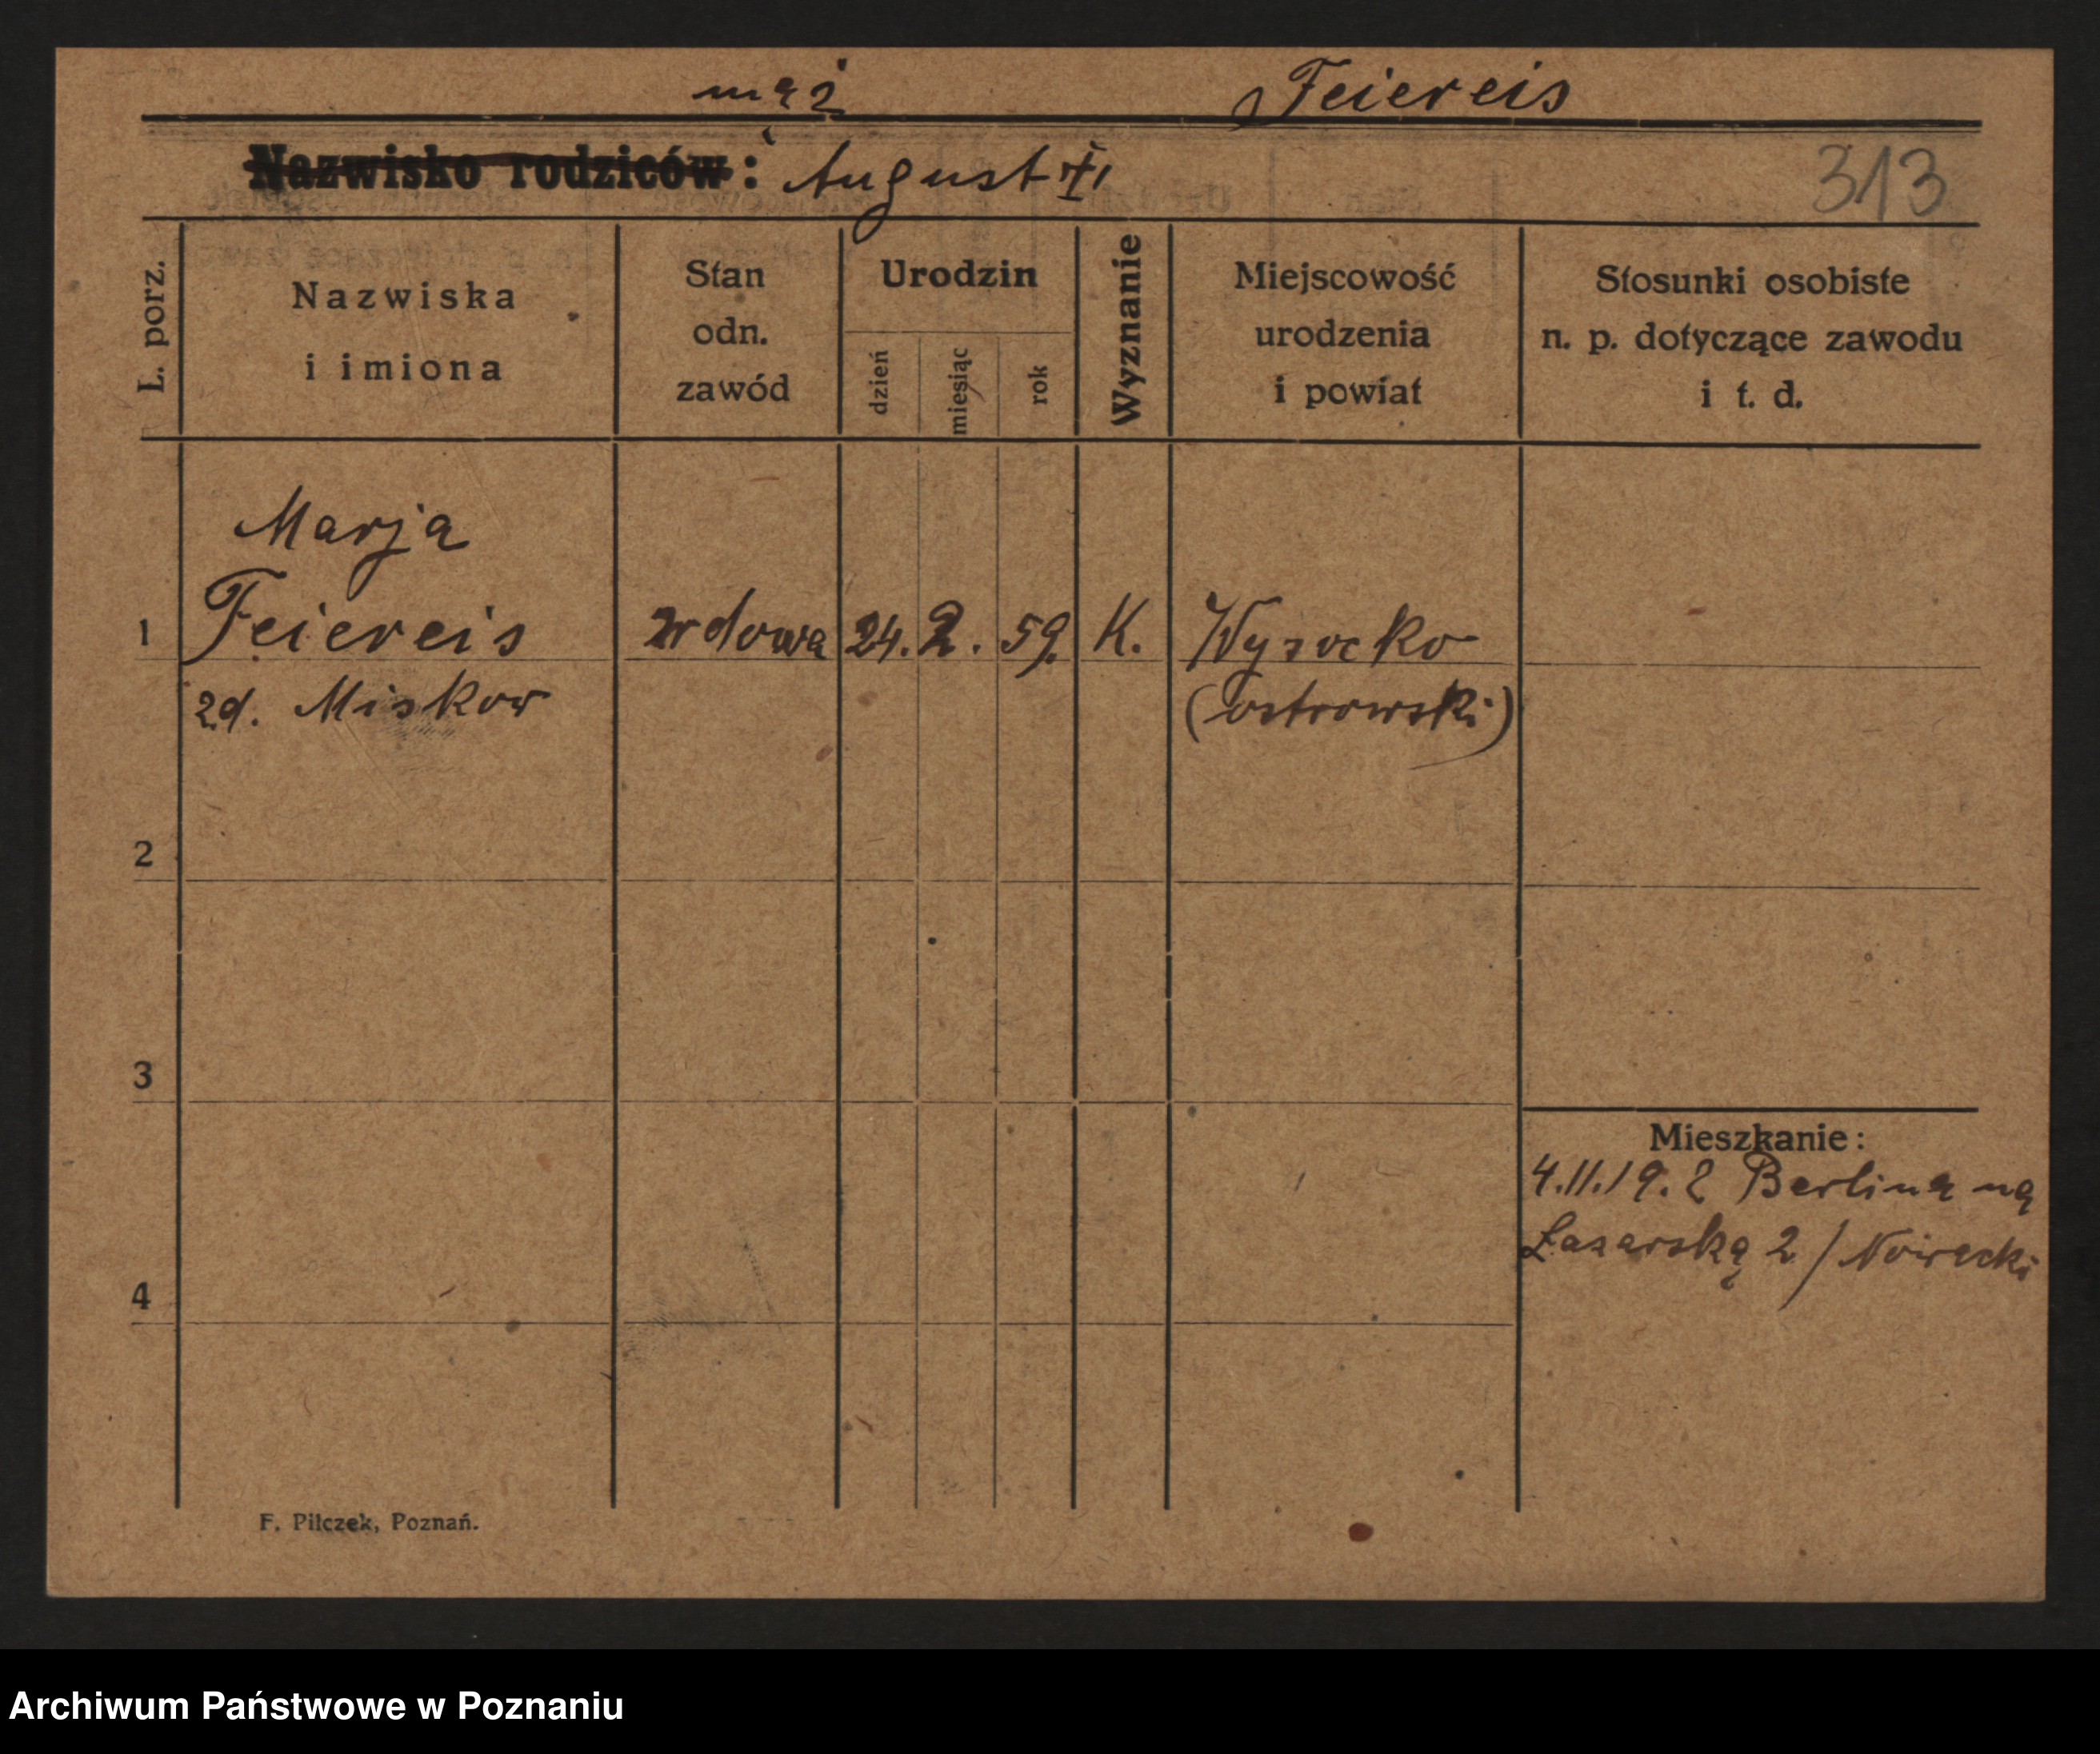 mąż Feiereis
Nazwisko rodziców: August
313
L. porz.
Nazwiska i imiona
Stan odn. zawód
Urodzin
dzień
miesiąc
rok
Wyznanie
Miejscowość urodzenia i powiat
Stosunki osobiste n. p. dotyczące zawodu i t. d.
Marja
1 Feiereis wdowa 24. 2. 59. K. Wysocko
zd. Miskow (ostrowski)
2
3
Mieszkanie:
4.11.19. z Berlina na
Łazarską 2 /
4
F. Pilczek, Poznań.
Archiwum Państwowe w Poznaniu